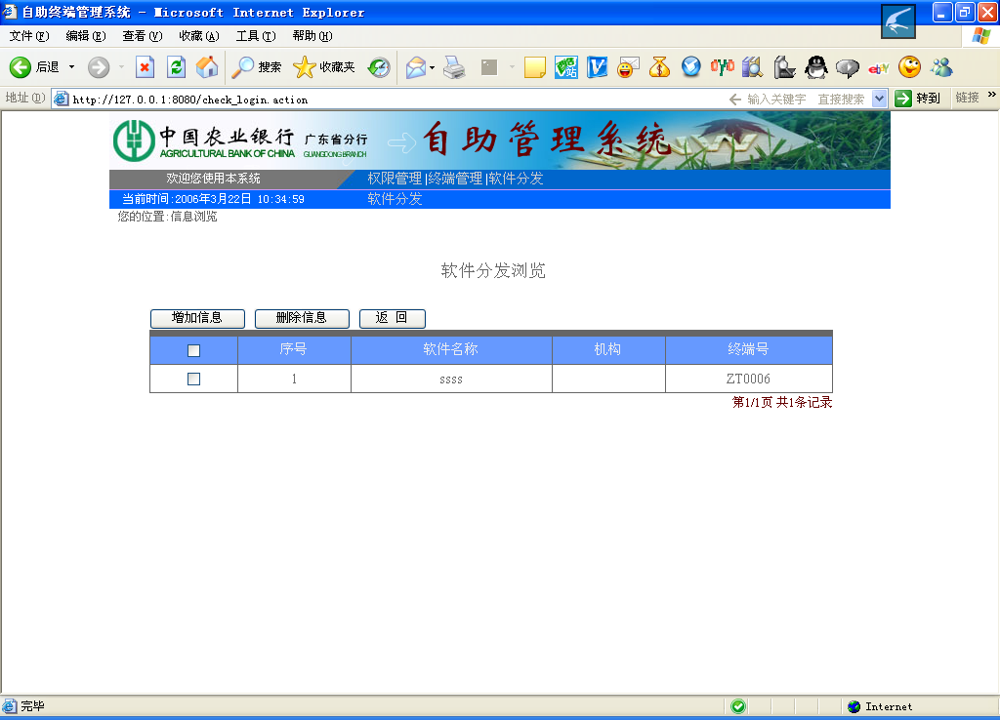 自助终端管理系统 - Microsoft Internet Explorer
文件(F) 编辑(E) 查看(V) 收藏(A) 工具(T) 帮助(H)
后退 搜索 收藏夹
地址(D) http://127.0.0.1:8080/check_login.action 输入关键字 直接搜索 转到 链接 »
中国农业银行 广东省分行 自助管理系统
AGRICULTURAL BANK OF CHINA GUANGDONG BRANCH
欢迎您使用本系统 权限管理|终端管理|软件分发
当前时间:2006年3月22日 10:34:59 软件分发
您的位置:信息浏览
软件分发浏览
增加信息 删除信息 返 回
序号 软件名称 机构 终端号
1 ssss ZT0006
第1/1页 共1条记录
完毕 Internet